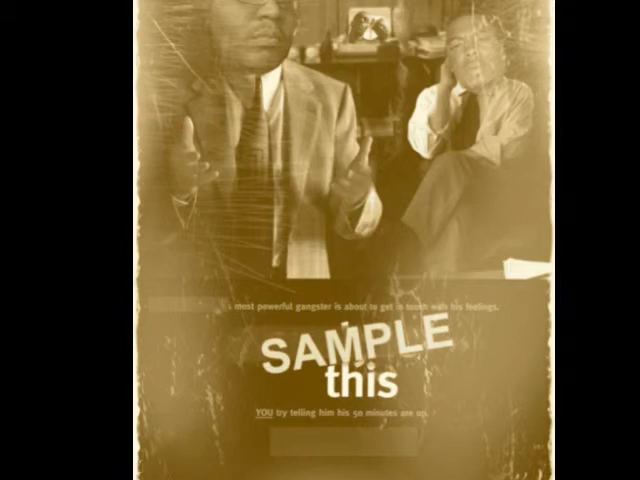 most powerful gangster is about to get in touch with his feelings.
SAMPLE
this
YOU try telling him his 50 minutes are up.